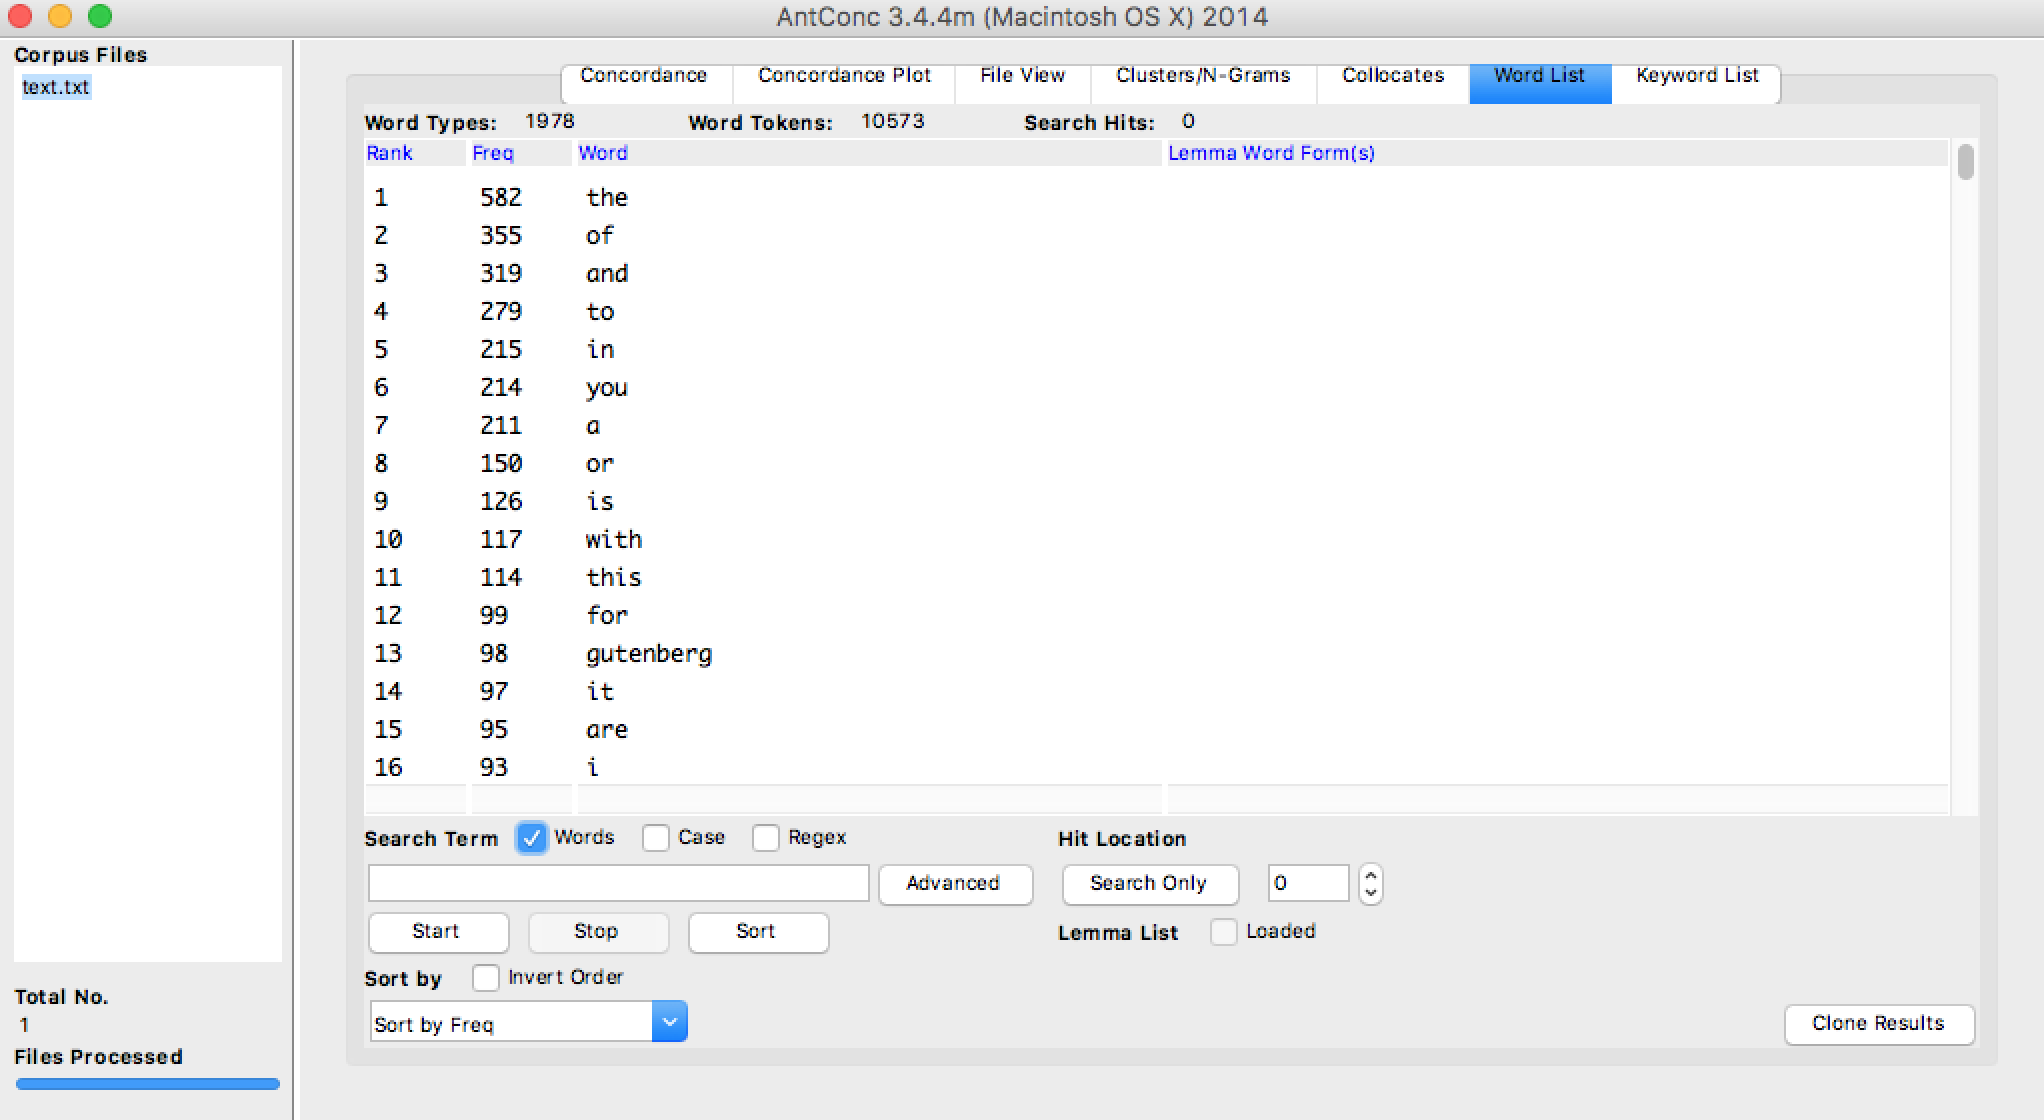 AntConc 3.4.4m (Macintosh OS X) 2014
Corpus Files
text.txt
Total No.
1
Files Processed
Concordance Concordance Plot File View Clusters/N-Grams Collocates Word List Keyword List
Word Types: 1978 Word Tokens: 10573 Search Hits: 0
Rank Freq Word Lemma Word Form(s)
1 582 the
2 355 of
3 319 and
4 279 to
5 215 in
6 214 you
7 211 a
8 150 or
9 126 is
10 117 with
11 114 this
12 99 for
13 98 gutenberg
14 97 it
15 95 are
16 93 i
Search Term Words Case Regex Hit Location
Advanced Search Only 0
Start Stop Sort Lemma List Loaded
Sort by Invert Order
Sort by Freq
Clone Results